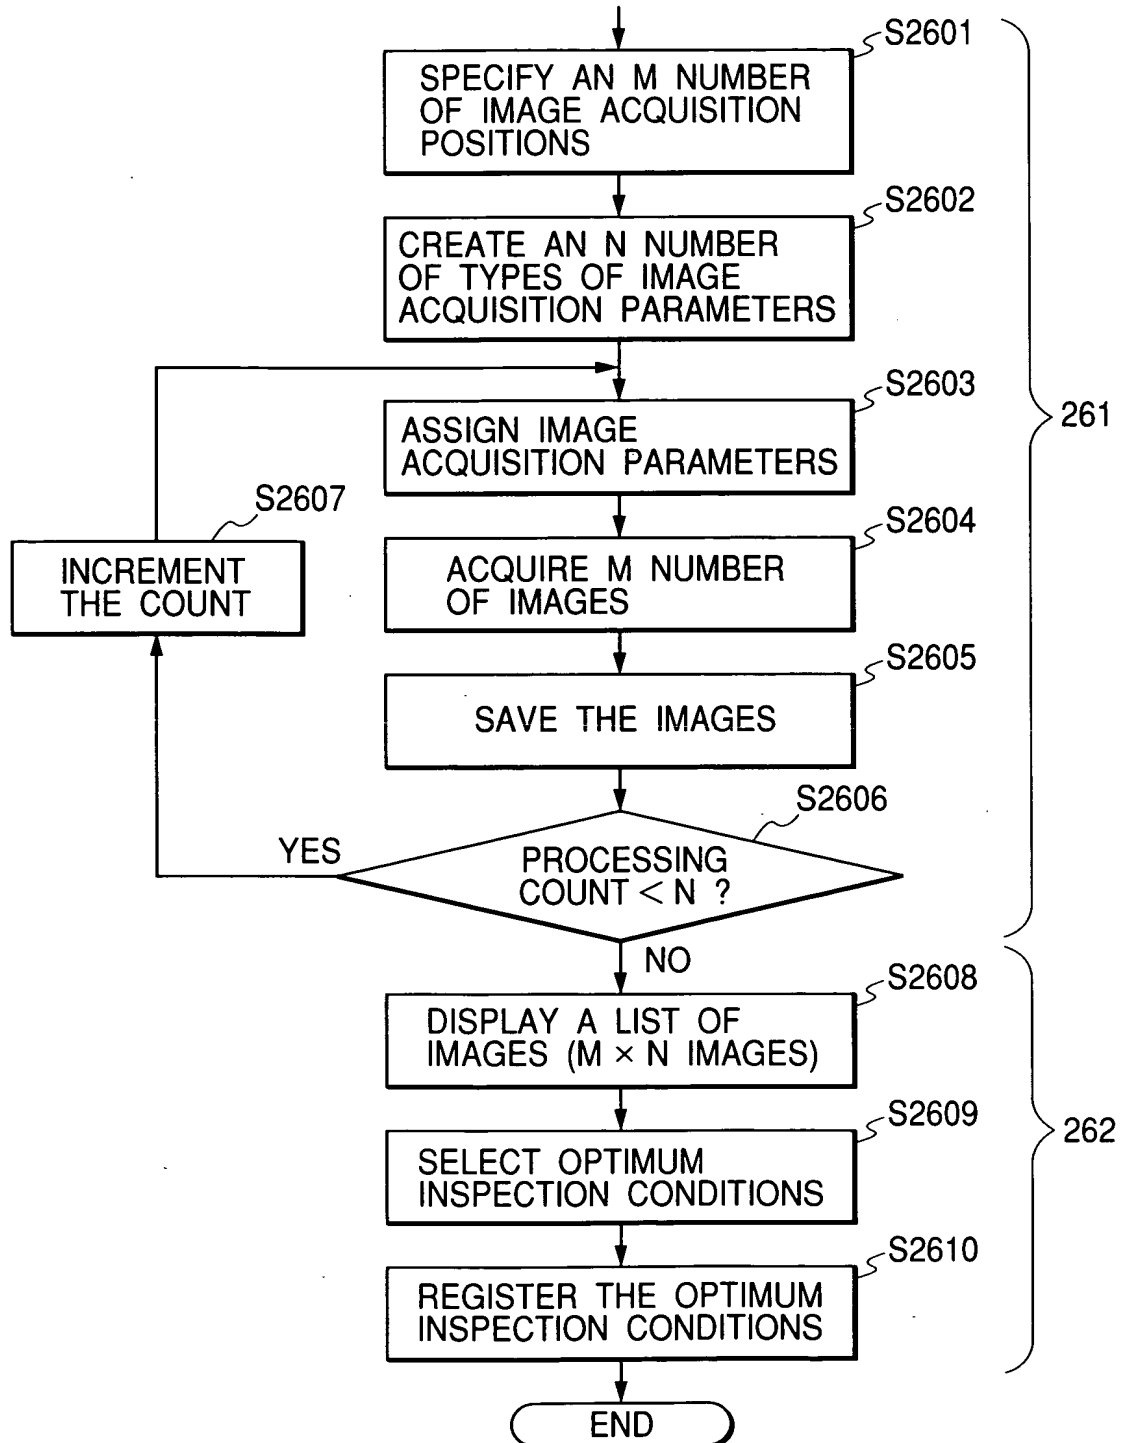 S2601
SPECIFY AN M NUMBER
OF IMAGE ACQUISITION
POSITIONS
S2602
CREATE AN N NUMBER
OF TYPES OF IMAGE
ACQUISITION PARAMETERS
S2603
ASSIGN IMAGE
ACQUISITION PARAMETERS
261
S2607
INCREMENT
THE COUNT
S2604
ACQUIRE M NUMBER
OF IMAGES
S2605
SAVE THE IMAGES
S2606
YES
PROCESSING
COUNT < N ?
NO
S2608
DISPLAY A LIST OF
IMAGES (M × N IMAGES)
S2609
SELECT OPTIMUM
INSPECTION CONDITIONS
262
S2610
REGISTER THE OPTIMUM
INSPECTION CONDITIONS
END